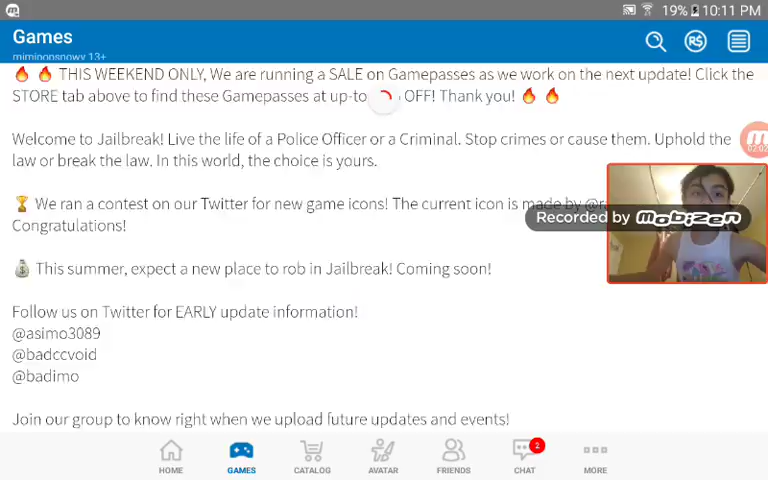 19% 10:11 PM
Games
miminopsnowy 13+
🔥 🔥 THIS WEEKEND ONLY, We are running a SALE on Gamepasses as we work on the next update! Click the
STORE tab above to find these Gamepasses at up-to OFF! Thank you! 🔥 🔥
Welcome to Jailbreak! Live the life of a Police Officer or a Criminal. Stop crimes or cause them. Uphold the
law or break the law. In this world, the choice is yours.
🏆 We ran a contest on our Twitter for new game icons! The current icon is made by
Congratulations!
💰 This summer, expect a new place to rob in Jailbreak! Coming soon!
Follow us on Twitter for EARLY update information!
@asimo3089
@badccvoid
@badimo
Join our group to know right when we upload future updates and events!
02:02
Recorded by Mobizen
HOME GAMES CATALOG AVATAR FRIENDS CHAT 2 MORE